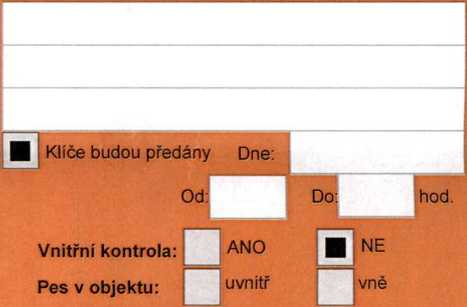 Klíče budou předány Dne:
Od: Do: hod.
Vnitřní kontrola: ANO NE
Pes v objektu: uvnitř vně